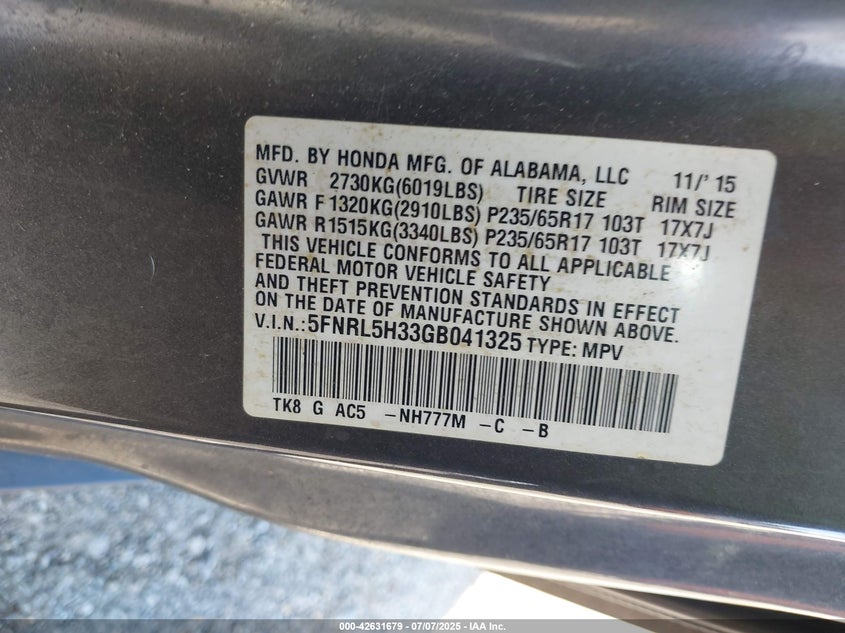 MFD. BY HONDA MFG. OF ALABAMA, LLC 11/'15
GVWR 2730KG(6019LBS) TIRE SIZE RIM SIZE
GAWR F 1320KG(2910LBS) P235/65R17 103T 17X7J
GAWR R 1515KG(3340LBS) P235/65R17 103T 17X7J
THIS VEHICLE CONFORMS TO ALL APPLICABLE
FEDERAL MOTOR VEHICLE SAFETY
AND THEFT PREVENTION STANDARDS IN EFFECT
ON THE DATE OF MANUFACTURE SHOWN ABOVE.
V.I.N.:5FNRL5H33GB041325 TYPE: MPV
TK8 G AC5 -NH777M -C -B
000-42631679 / 07/07/2025 - IAA Inc.